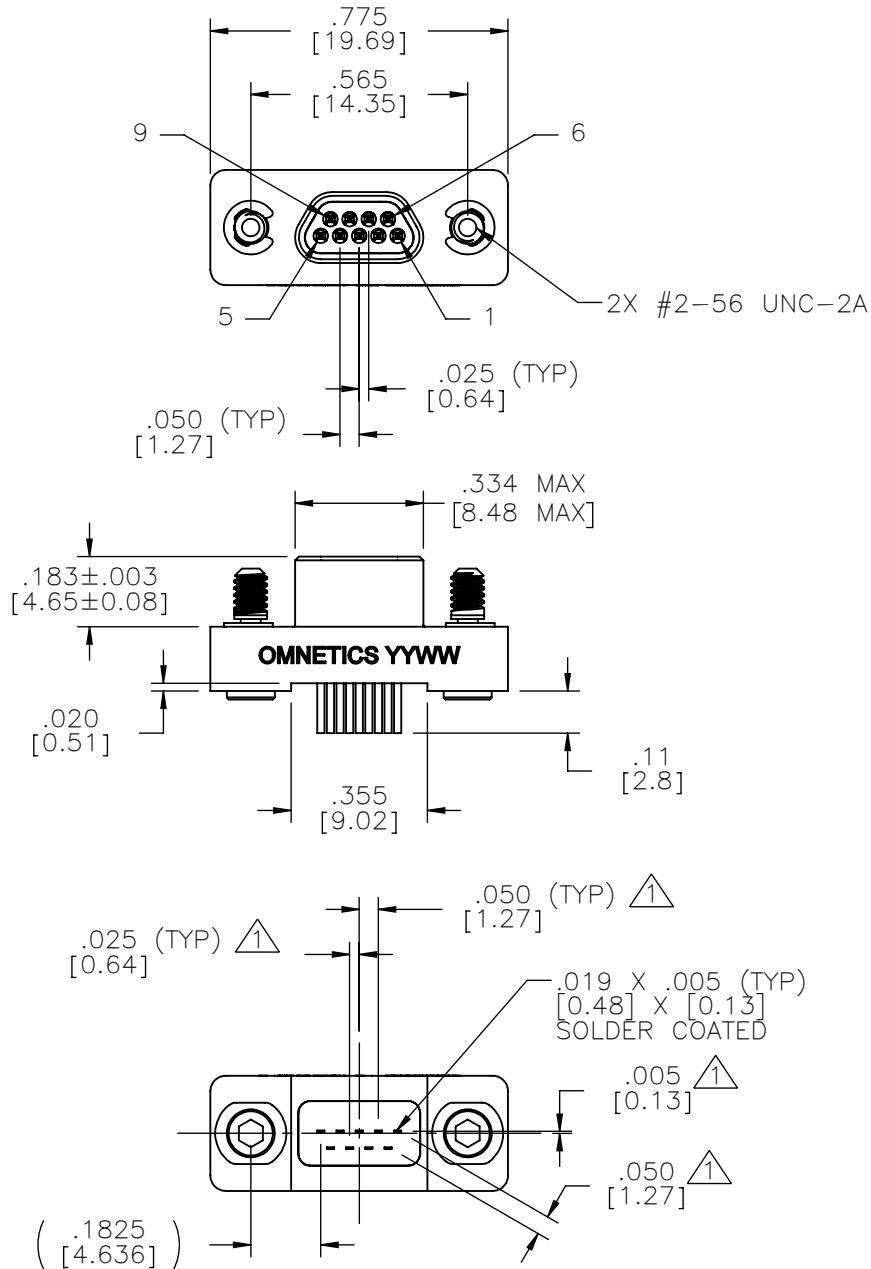 .775
[19.69]
.565
[14.35]
9
6
2X #2-56 UNC-2A
5
1
.025 (TYP)
[0.64]
.050 (TYP)
[1.27]
.334 MAX
[8.48 MAX]
.183±.003
[4.65±0.08]
OMNETICS YYWW
.020
[0.51]
.11
[2.8]
.355
[9.02]
.050 (TYP) 1
[1.27]
.025 (TYP) 1
[0.64]
.019 X .005 (TYP)
[0.48] X [0.13]
SOLDER COATED
.005 1
[0.13]
.050 1
[1.27]
( .1825 )
[4.636]